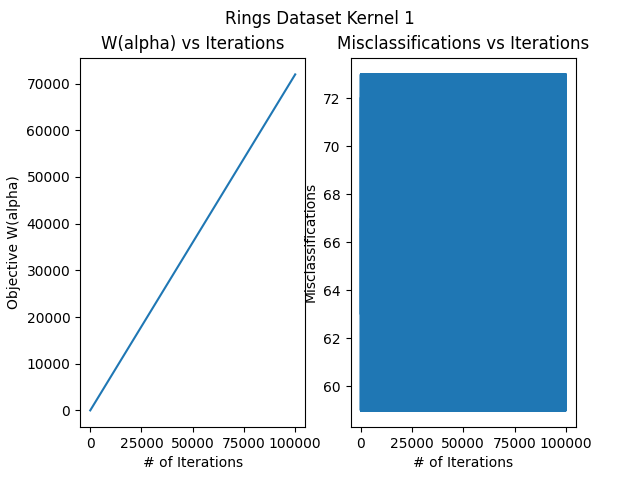 Rings Dataset Kernel 1
W(alpha) vs Iterations
Objective W(alpha)
70000
60000
50000
40000
30000
20000
10000
0
0 25000 50000 75000 100000
# of Iterations
Misclassifications vs Iterations
Misclassifications
72
70
68
66
64
62
60
0 25000 50000 75000 100000
# of Iterations